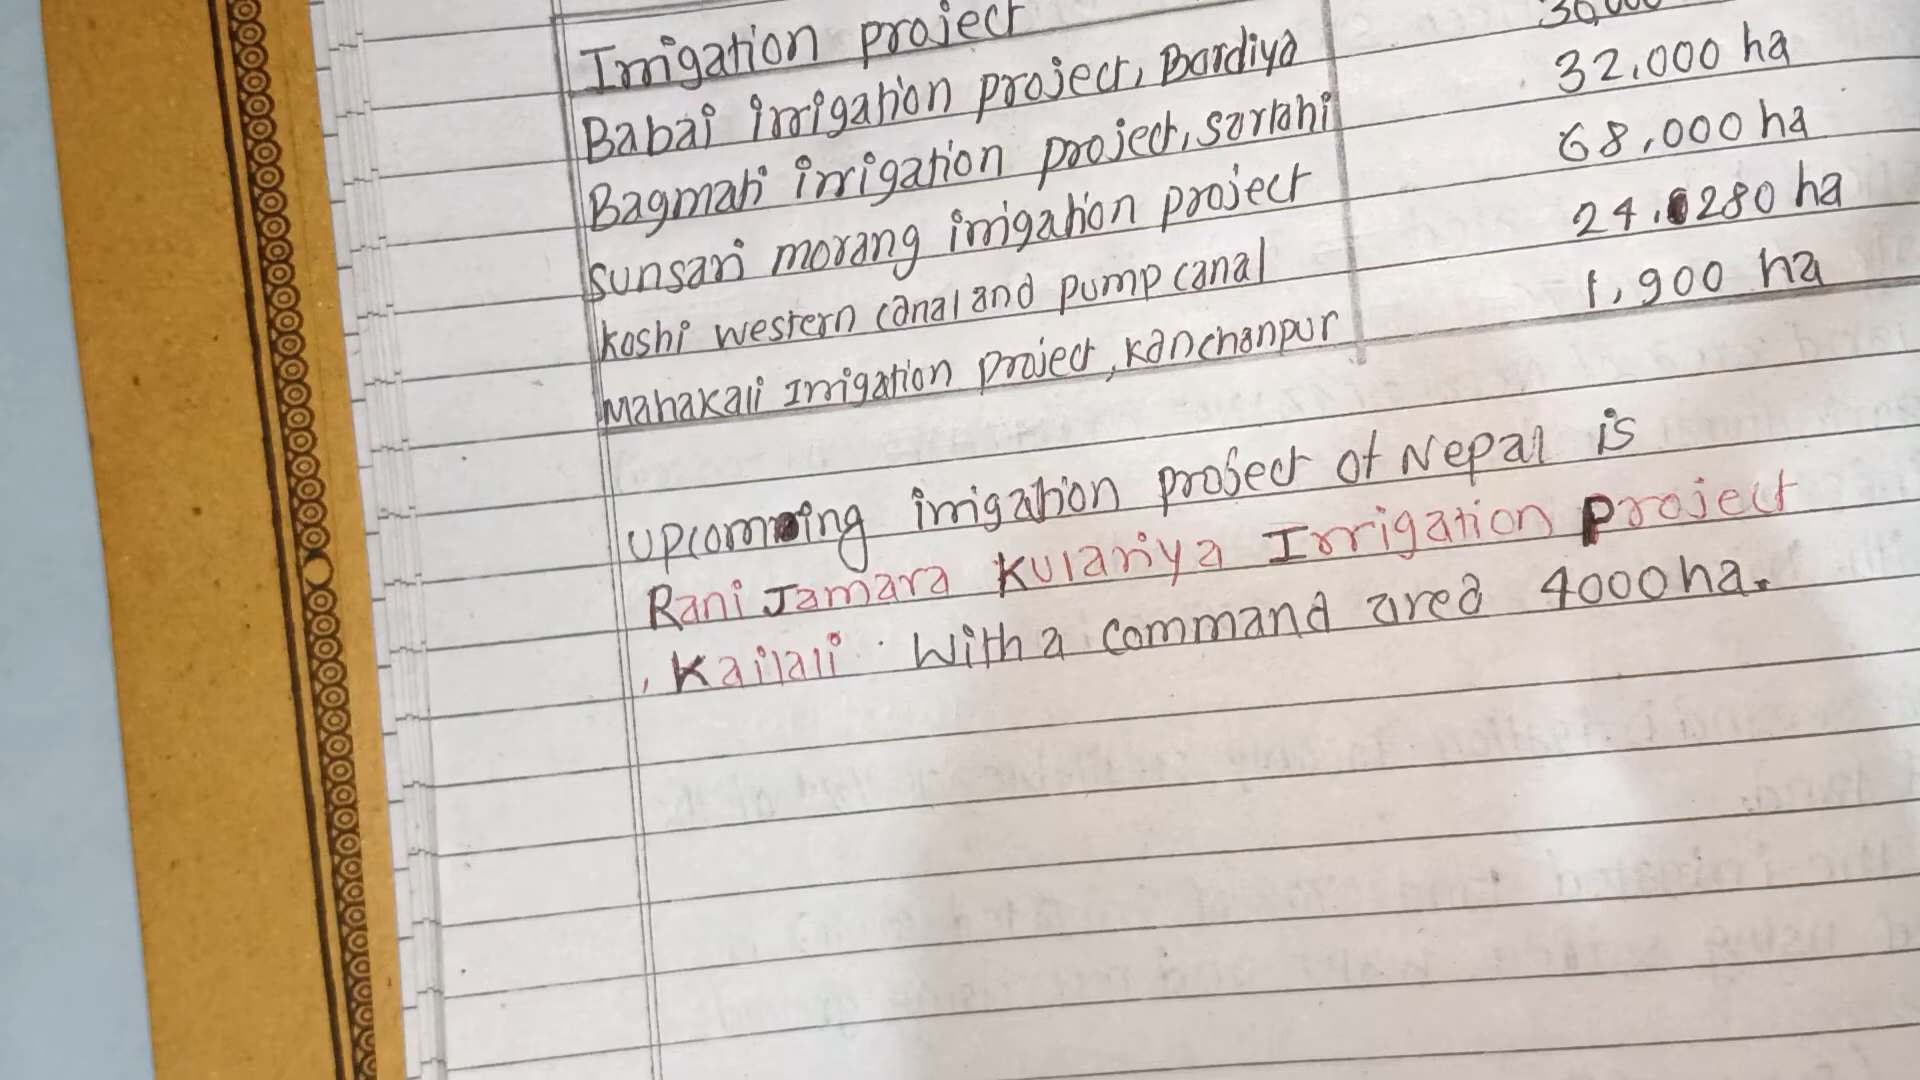 Irrigation project
Babai irrigation project, Bardiya 30,000
Bagmati irrigation project, sarlahi 32,000 ha
sunsari morang irrigation project 68,000 ha
koshi western canal and pump canal 24,280 ha
Mahakali Irrigation project, Kanchanpur 1,900 ha
upcomming irrigation project of Nepal is
Rani Jamara Kulariya Irrigation Project
, Kailali. With a command area 4000 ha.